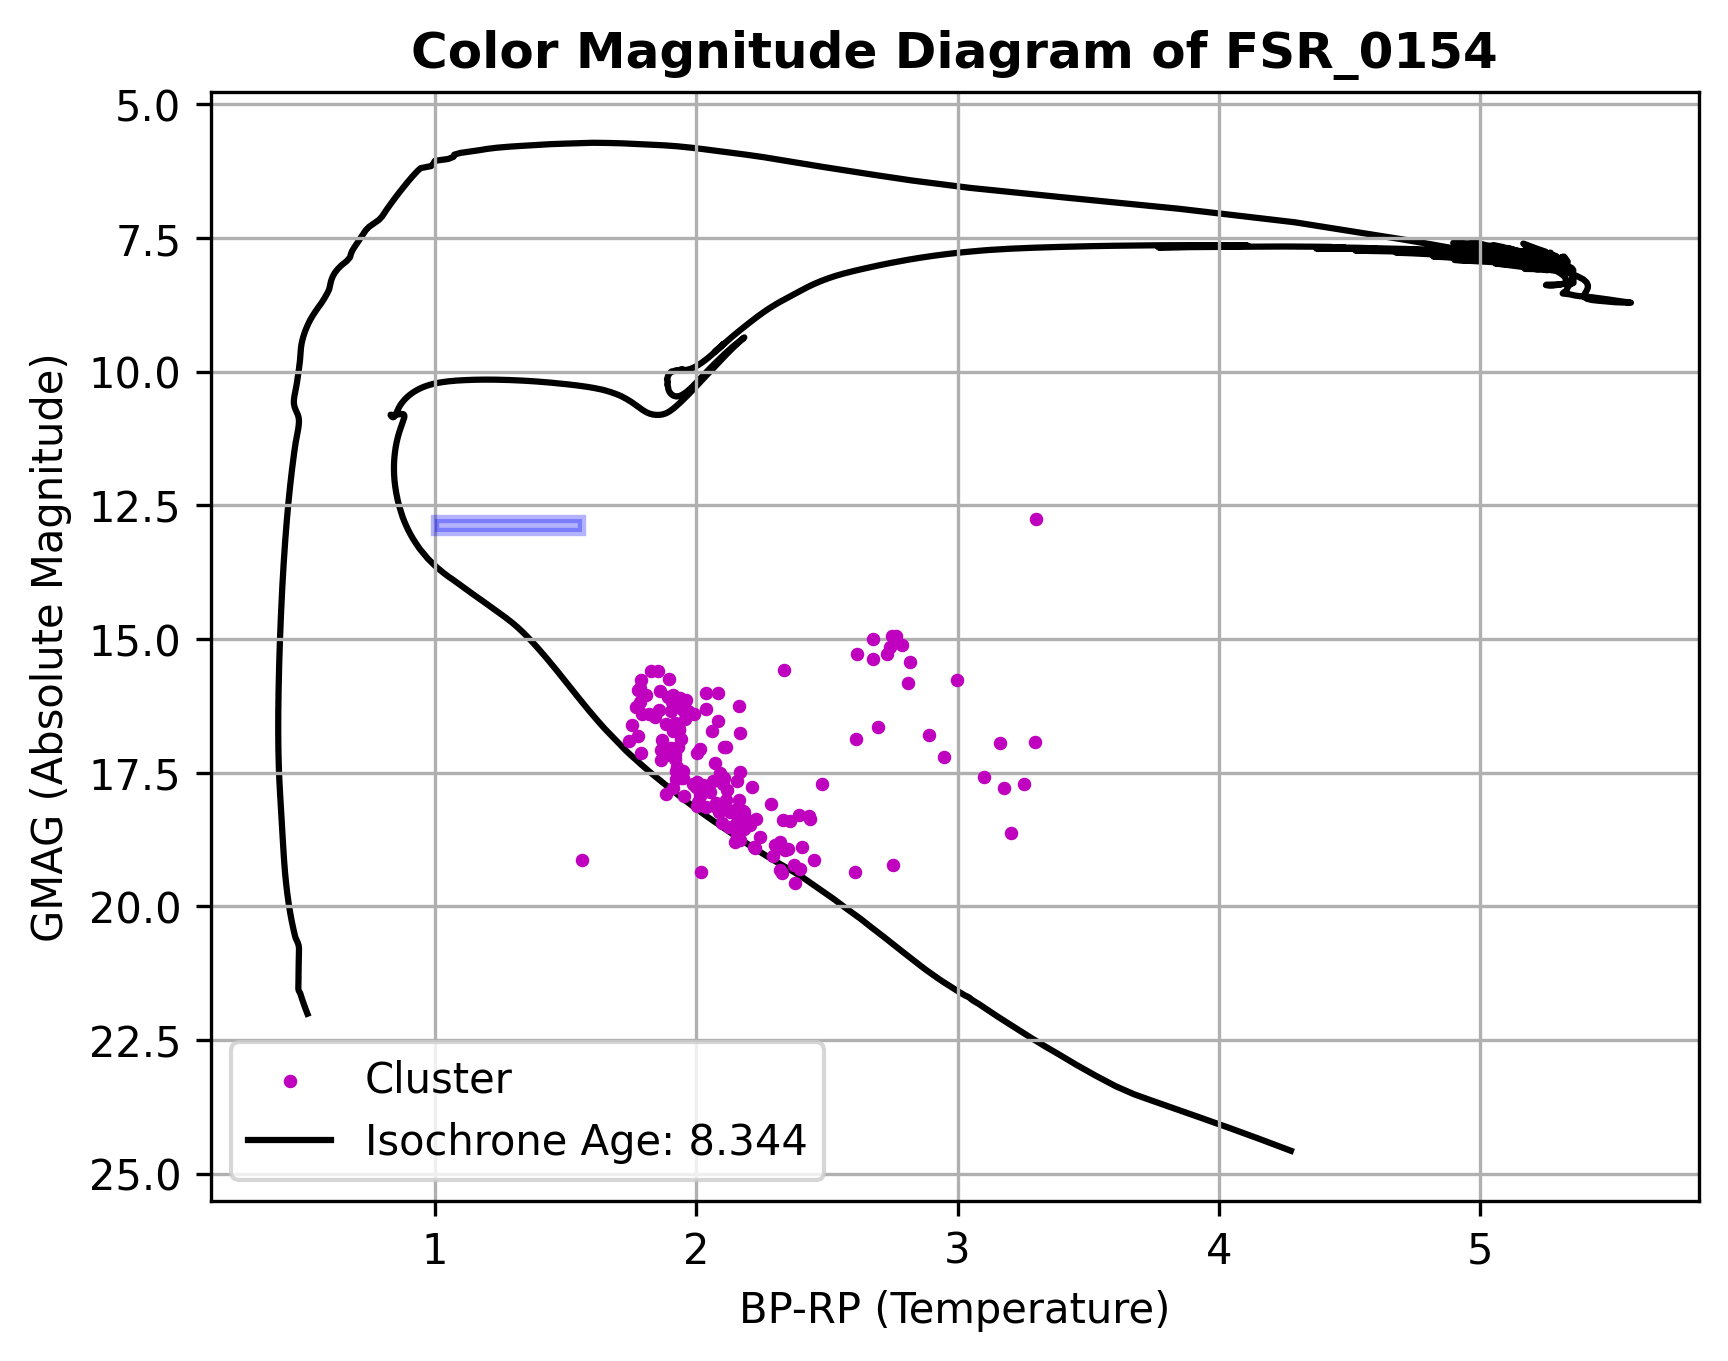 Color Magnitude Diagram of FSR_0154
5.0
7.5
10.0
12.5
15.0
17.5
20.0
22.5
25.0
GMAG (Absolute Magnitude)
Cluster
Isochrone Age: 8.344
1 2 3 4 5
BP-RP (Temperature)